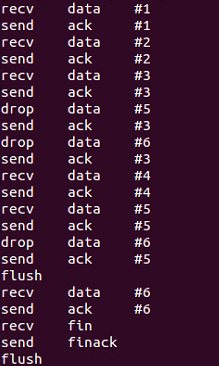 recv data #1
send ack #1
recv data #2
send ack #2
recv data #3
send ack #3
drop data #5
send ack #3
drop data #6
send ack #3
recv data #4
send ack #4
recv data #5
send ack #5
drop data #6
send ack #5
flush
recv data #6
send ack #6
recv fin
send finack
flush